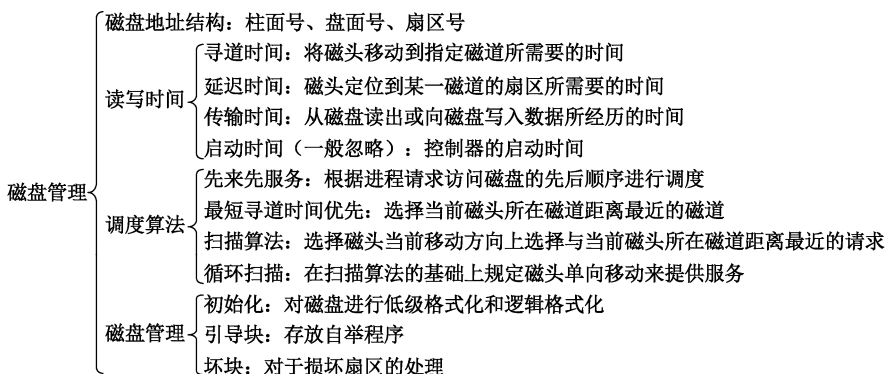 磁盘地址结构：柱面号、盘面号、扇区号
寻道时间：将磁头移动到指定磁道所需要的时间
延迟时间：磁头定位到某一磁道的扇区所需要的时间
读写时间
传输时间：从磁盘读出或向磁盘写入数据所经历的时间
启动时间（一般忽略）：控制器的启动时间
磁盘管理
先来先服务：根据进程请求访问磁盘的先后顺序进行调度
最短寻道时间优先：选择当前磁头所在磁道距离最近的磁道
调度算法
扫描算法：选择磁头当前移动方向上选择与当前磁头所在磁道距离最近的请求
循环扫描：在扫描算法的基础上规定磁头单向移动来提供服务
初始化：对磁盘进行低级格式化和逻辑格式化
磁盘管理
引导块：存放自举程序
坏块：对于损坏扇区的处理